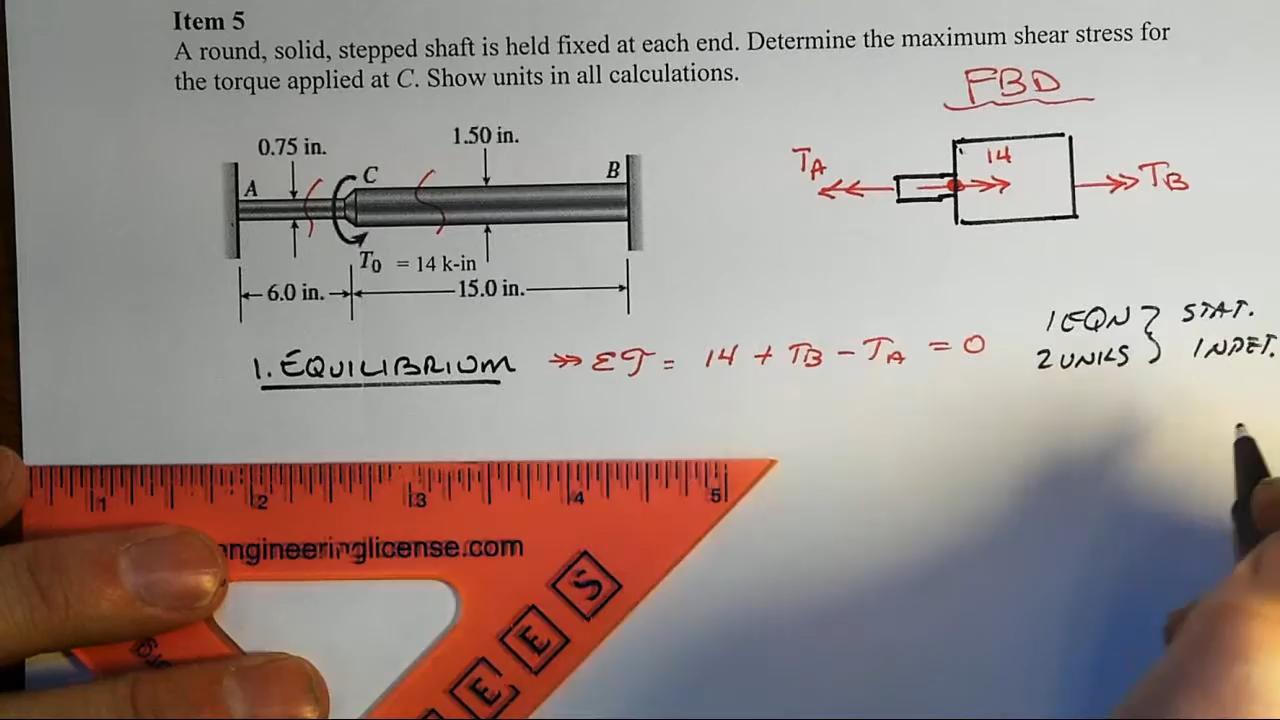 Item 5
A round, solid, stepped shaft is held fixed at each end. Determine the maximum shear stress for
the torque applied at C. Show units in all calculations.
FBD
0.75 in.
1.50 in.
A
C
B
TA
14
TB
T0 = 14 k-in
6.0 in.
15.0 in.
1. EQUILIBRIUM
ΣT = 14 + TB - TA = 0
1 EQN
2 UNKS
STAT.
INDET.
1 2 3 4 5
ngineeringlicense.com
E E S